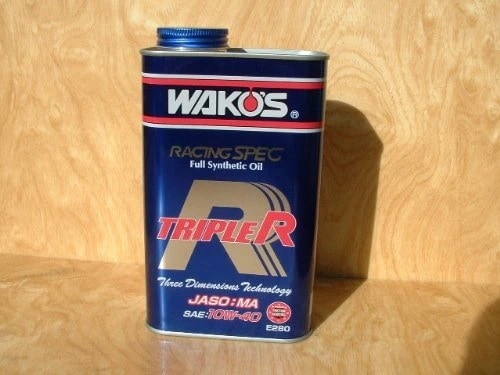 WAKO'S®
RACING SPEC
Full Synthetic Oil
R
TRIPLE R
Three Dimensions Technology
JASO:MA
SAE:10W-40
E280